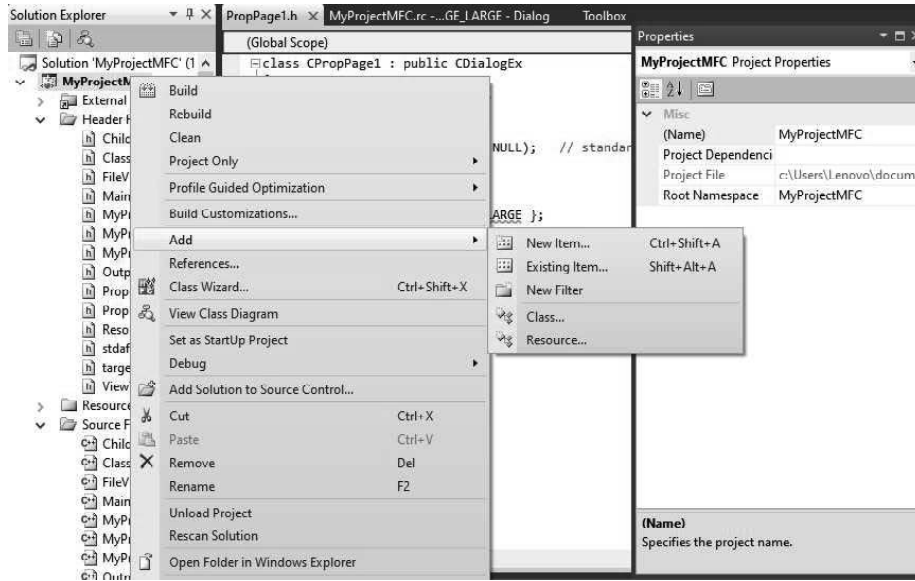 Solution Explorer
PropPage1.h
MyProjectMFC.rc -...GE_LARGE - Dialog
Toolbox
Solution 'MyProjectMFC' (1
MyProjectM
External
Header F
Child
Class
FileV
Main
MyPr
MyPr
MyPr
Outp
Prop
Prop
Reso
stdaf
targe
View
Resource
Source F
Child
Class
FileV
Main
MyPr
MyPr
MyPr
Outp
(Global Scope)
class CPropPage1 : public CDialogEx
NULL); // standar
ARGE };
Build
Rebuild
Clean
Project Only
Profile Guided Optimization
Build Customizations...
Add
References...
Class Wizard... Ctrl+Shift+X
View Class Diagram
Set as StartUp Project
Debug
Add Solution to Source Control...
Cut Ctrl+X
Paste Ctrl+V
Remove Del
Rename F2
Unload Project
Rescan Solution
Open Folder in Windows Explorer
New Item... Ctrl+Shift+A
Existing Item... Shift+Alt+A
New Filter
Class...
Resource...
Properties
MyProjectMFC Project Properties
Misc
(Name) MyProjectMFC
Project Dependenci
Project File c:\Users\Lenovo\docum
Root Namespace MyProjectMFC
(Name)
Specifies the project name.